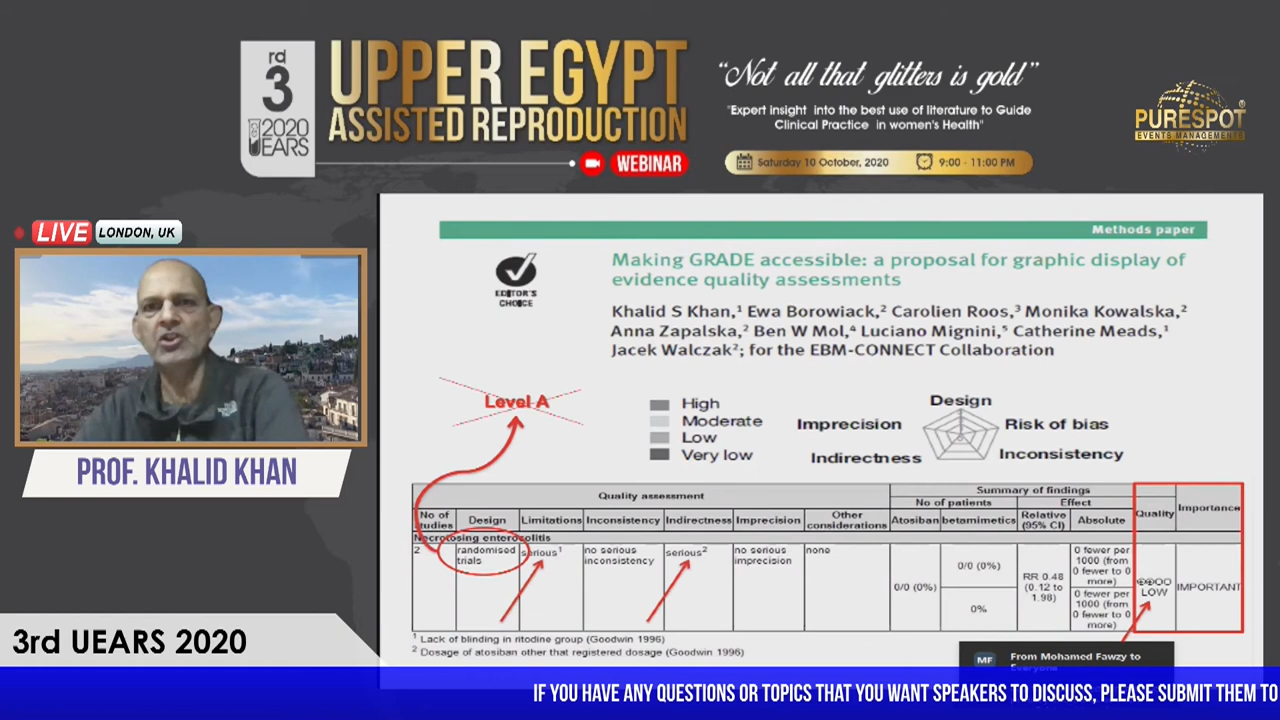 rd
3
2020
UEARS
UPPER EGYPT
ASSISTED REPRODUCTION
WEBINAR
“Not all that glitters is gold”
"Expert insight into the best use of literature to Guide
Clinical Practice in women's Health"
Saturday 10 October, 2020
9:00 - 11:00 PM
PURESPOT®
EVENTS MANAGEMENTS
LIVE
LONDON, UK
PROF. KHALID KHAN
Methods paper
EDITOR'S
CHOICE
Making GRADE accessible: a proposal for graphic display of
evidence quality assessments
Khalid S Khan,¹ Ewa Borowiack,² Carolien Roos,³ Monika Kowalska,²
Anna Zapalska,² Ben W Mol,⁴ Luciano Mignini,⁵ Catherine Meads,¹
Jacek Walczak²; for the EBM-CONNECT Collaboration
Level A
High
Moderate
Low
Very low
Design
Imprecision
Risk of bias
Indirectness
Inconsistency
Quality assessment
Summary of findings
No of patients
Effect
Quality
Importance
No of
studies
Design
Limitations
Inconsistency
Indirectness
Imprecision
Other
considerations
Atosiban
betamimetics
Relative
(95% CI)
Absolute
Necrotosing enterocolitis
2
randomised
trials
serious¹
no serious
inconsistency
serious²
no serious
imprecision
none
0/0 (0%)
0/0 (0%)
0%
RR 0.48
(0.12 to
1.98)
0 fewer per
1000 (from
0 fewer to 0
more)
0 fewer per
1000 (from
0 fewer to 0
more)
⊕⊕OO
LOW
IMPORTANT
¹ Lack of blinding in ritodine group (Goodwin 1996)
² Dosage of atosiban other that registered dosage (Goodwin 1996)
MF
From Mohamed Fawzy to
Everyone
3rd UEARS 2020
IF YOU HAVE ANY QUESTIONS OR TOPICS THAT YOU WANT SPEAKERS TO DISCUSS, PLEASE SUBMIT THEM TO